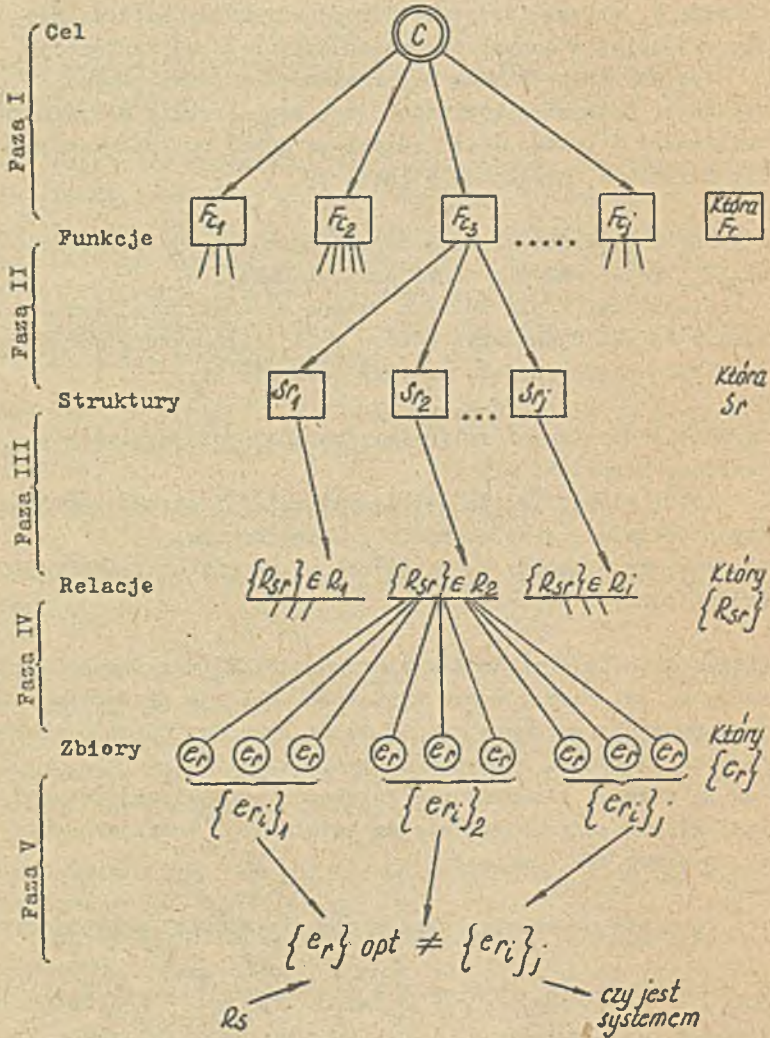 Cel
C
Faza I
Fc1 Fc2 Fc3 ..... Fcj Która Fr
Funkcje
Faza II
Sr1 Sr2 ... Srj Która Sr
Struktury
Faza III
{Rsr} ∈ R1 {Rsr} ∈ R2 {Rsr} ∈ Ri Który {Rsr}
Relacje
Faza IV
Zbiory
er er er er er er er er er Który {er}
{eri}1 {eri}2 {eri}j
Faza V
{er} opt ≠ {eri}j
Rs
czy jest
systemem